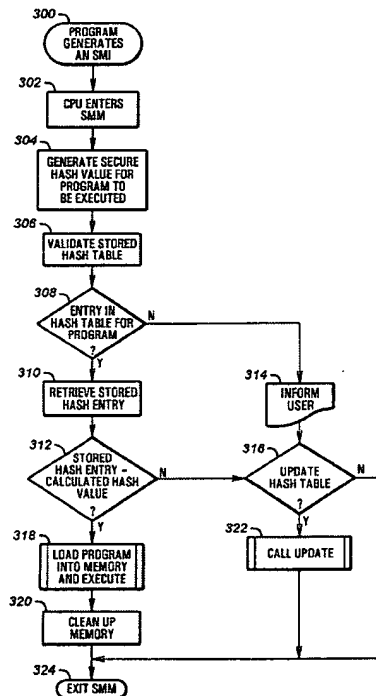 300
PROGRAM
GENERATES
AN SMI
302
CPU ENTERS
SMM
304
GENERATE SECURE
HASH VALUE FOR
PROGRAM TO
BE EXECUTED
306
VALIDATE STORED
HASH TABLE
308
ENTRY IN
HASH TABLE FOR
PROGRAM
?
N
Y
310
RETRIEVE STORED
HASH ENTRY
314
INFORM
USER
312
STORED
HASH ENTRY -
CALCULATED HASH
VALUE
?
N
Y
316
UPDATE
HASH TABLE
?
N
Y
318
LOAD PROGRAM
INTO MEMORY
AND EXECUTE
322
CALL UPDATE
320
CLEAN UP
MEMORY
324
EXIT SMM